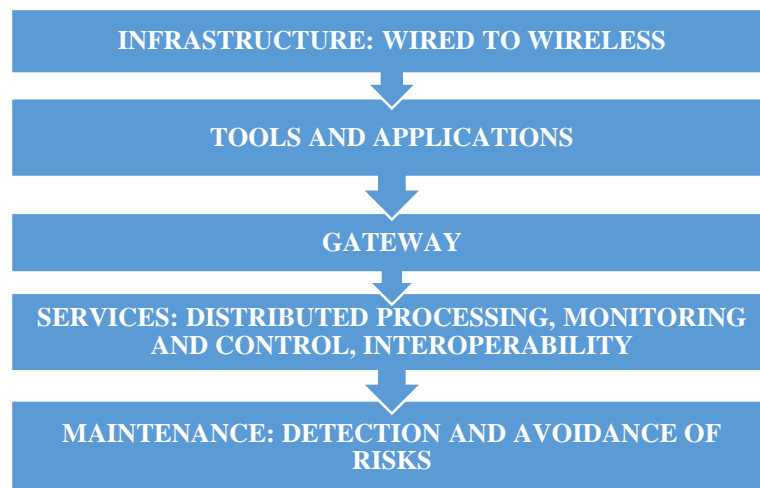 INFRASTRUCTURE: WIRED TO WIRELESS
TOOLS AND APPLICATIONS
GATEWAY
SERVICES: DISTRIBUTED PROCESSING, MONITORING
AND CONTROL, INTEROPERABILITY
MAINTENANCE: DETECTION AND AVOIDANCE OF
RISKS